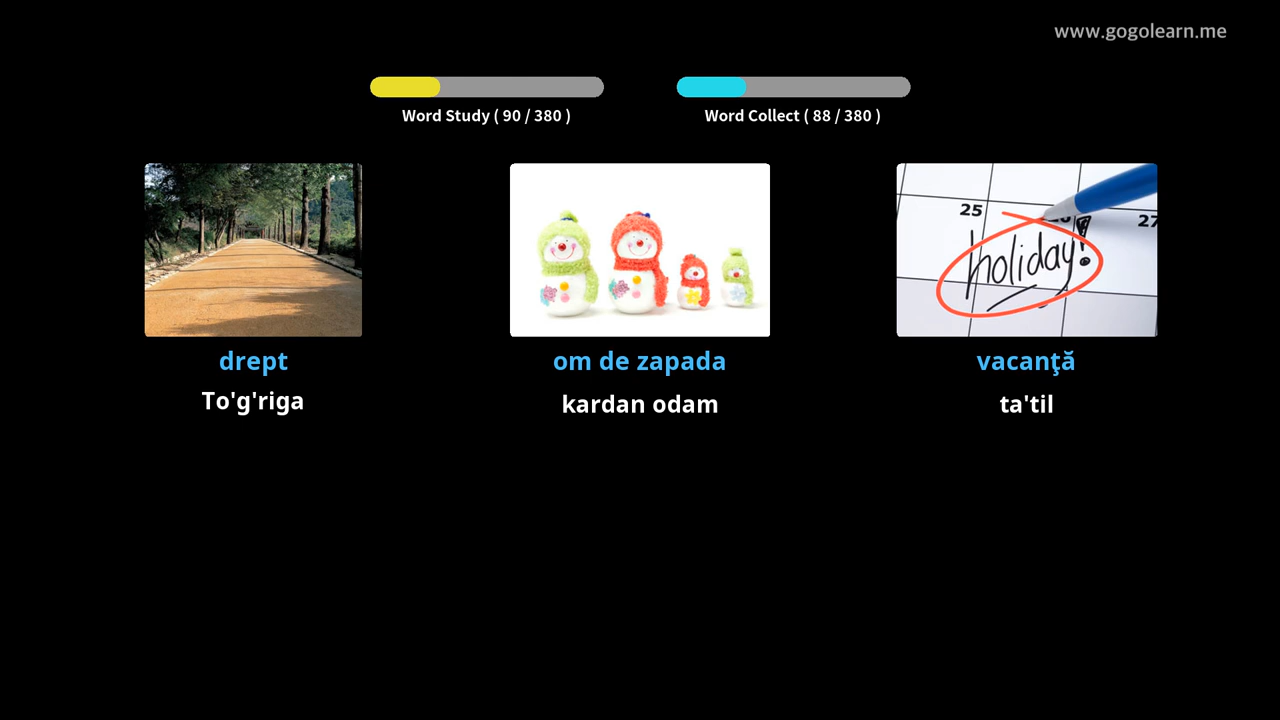 www.gogolearn.me
Word Study ( 90 / 380 )
Word Collect ( 88 / 380 )
25
27
holiday!
drept
om de zapada
vacanţă
To'g'riga
kardan odam
ta'til